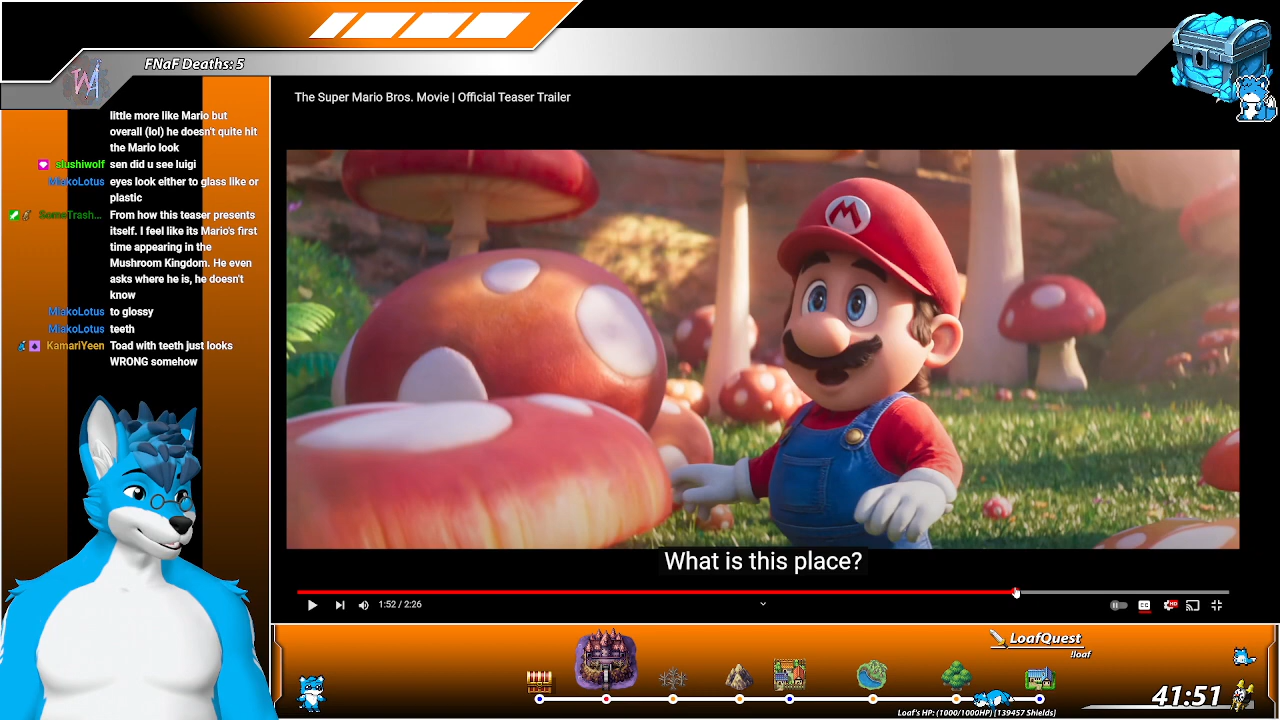 FNaF Deaths: 5
The Super Mario Bros. Movie | Official Teaser Trailer
little more like Mario but
overall (lol) he doesn't quite hit
the Mario look
slushiwolf sen did u see luigi
MiakoLotus eyes look either to glass like or
plastic
SomeTrash... From how this teaser presents
itself. I feel like its Mario's first
time appearing in the
Mushroom Kingdom. He even
asks where he is, he doesn't
know
MiakoLotus to glossy
MiakoLotus teeth
KamariYeen Toad with teeth just looks
WRONG somehow
M
What is this place?
1:52 / 2:26
CC
HD
LoafQuest
!loaf
41:51
Loaf's HP: (1000/1000HP) [139457 Shields]